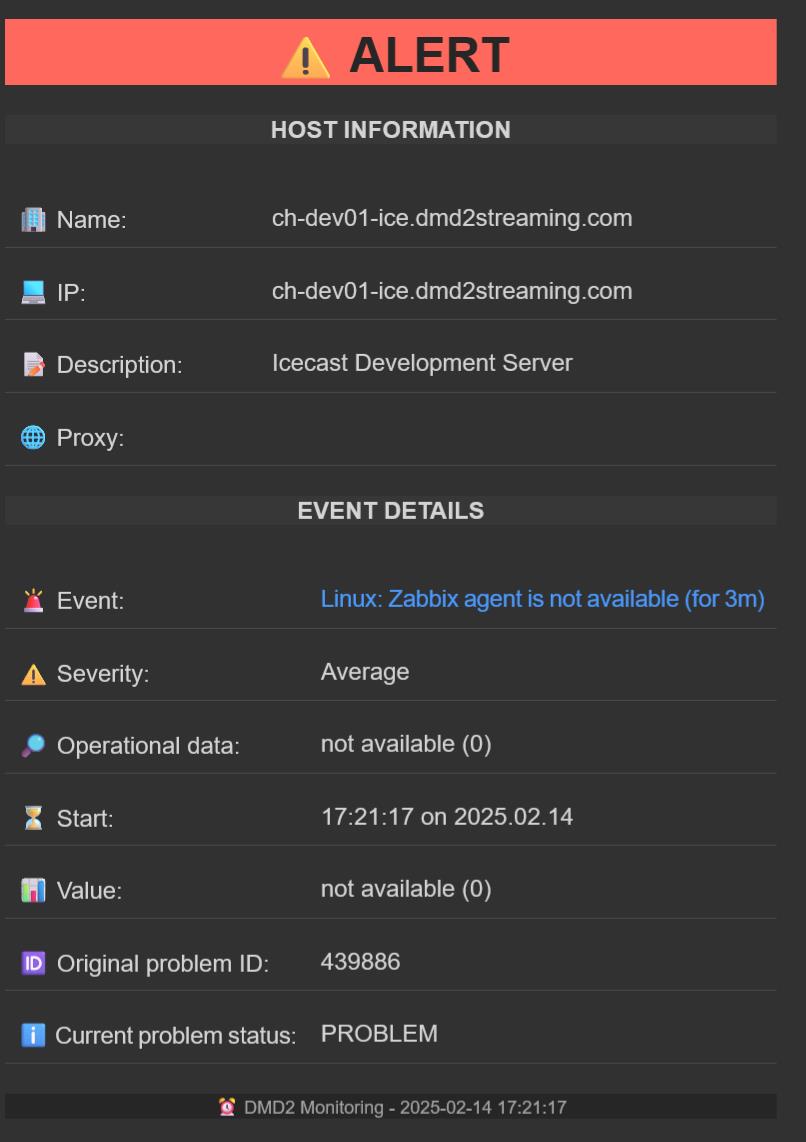 ⚠️ ALERT
HOST INFORMATION
🏢 Name: ch-dev01-ice.dmd2streaming.com
💻 IP: ch-dev01-ice.dmd2streaming.com
📝 Description: Icecast Development Server
🌐 Proxy:
EVENT DETAILS
🚨 Event: Linux: Zabbix agent is not available (for 3m)
⚠️ Severity: Average
🔎 Operational data: not available (0)
⏳ Start: 17:21:17 on 2025.02.14
📊 Value: not available (0)
🆔 Original problem ID: 439886
ℹ️ Current problem status: PROBLEM
⏰ DMD2 Monitoring - 2025-02-14 17:21:17